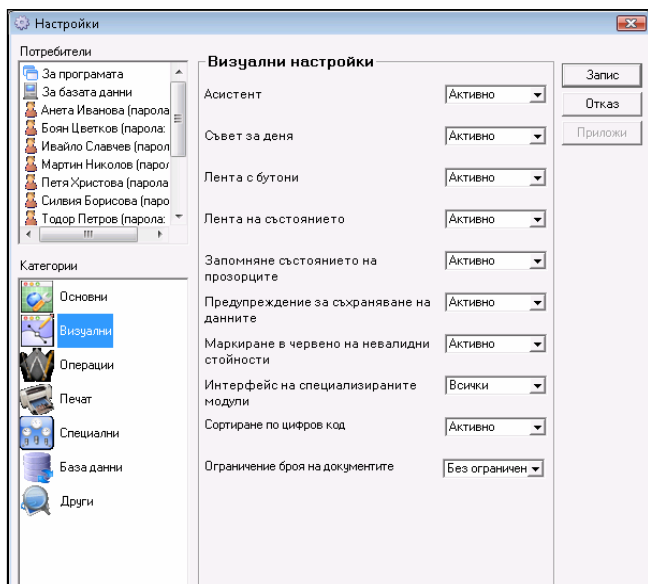 Настройки
Потребители
За програмата
За базата данни
Анета Иванова (парола
Боян Цветков (парола:
Ивайло Славчев (парол
Мартин Николов (парол
Петя Христова (парола
Силвия Борисова (паро
Тодор Петров (парола:
Категории
Основни
Визуални
Операции
Печат
Специални
База данни
Други
Визуални настройки
Асистент
Активно
Съвет за деня
Активно
Лента с бутони
Активно
Лента на състоянието
Активно
Запомняне състоянието на
прозорците
Активно
Предупреждение за съхраняване на
данните
Активно
Маркиране в червено на невалидни
стойности
Активно
Интерфейс на специализираните
модули
Всички
Сортиране по цифров код
Активно
Ограничение броя на документите
Без ограничен
Запис
Отказ
Приложи